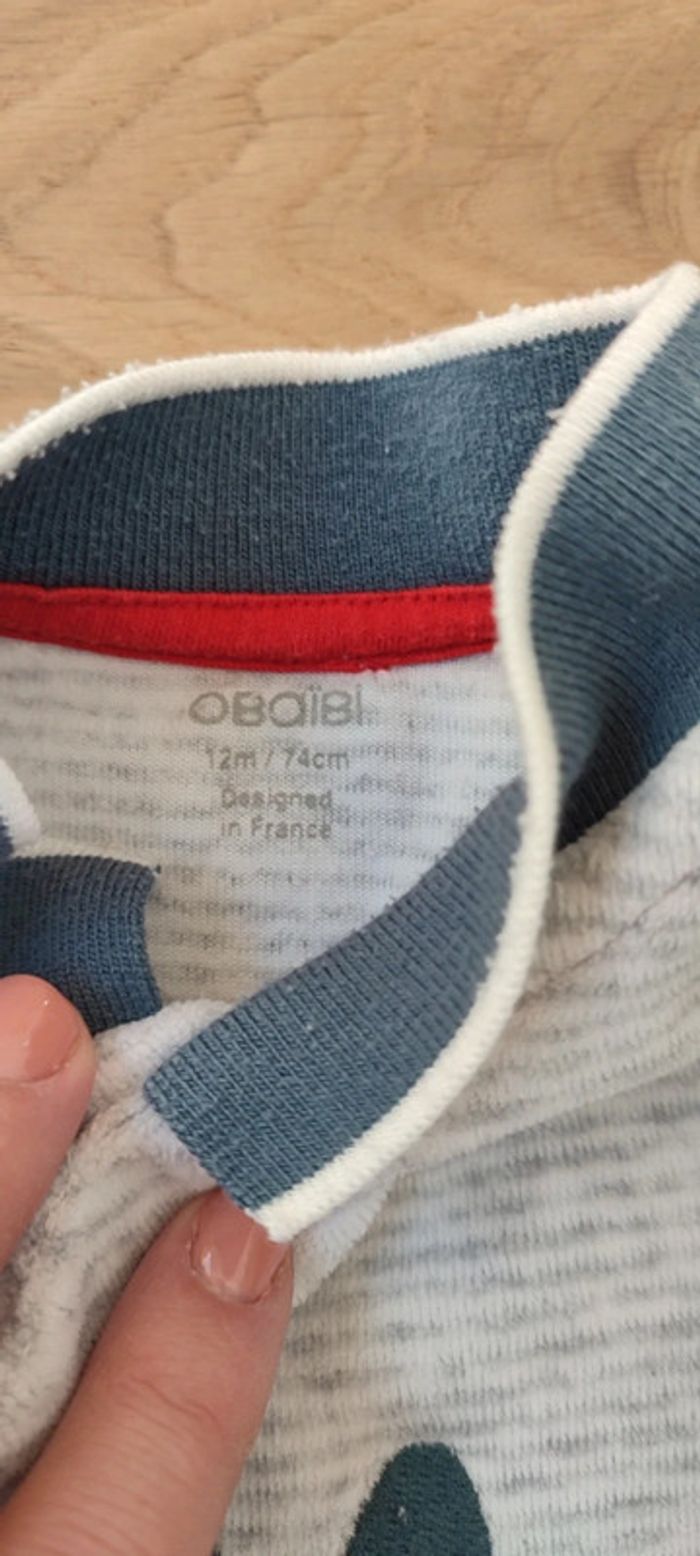 OBaïBi
12m / 74cm
Designed
in France